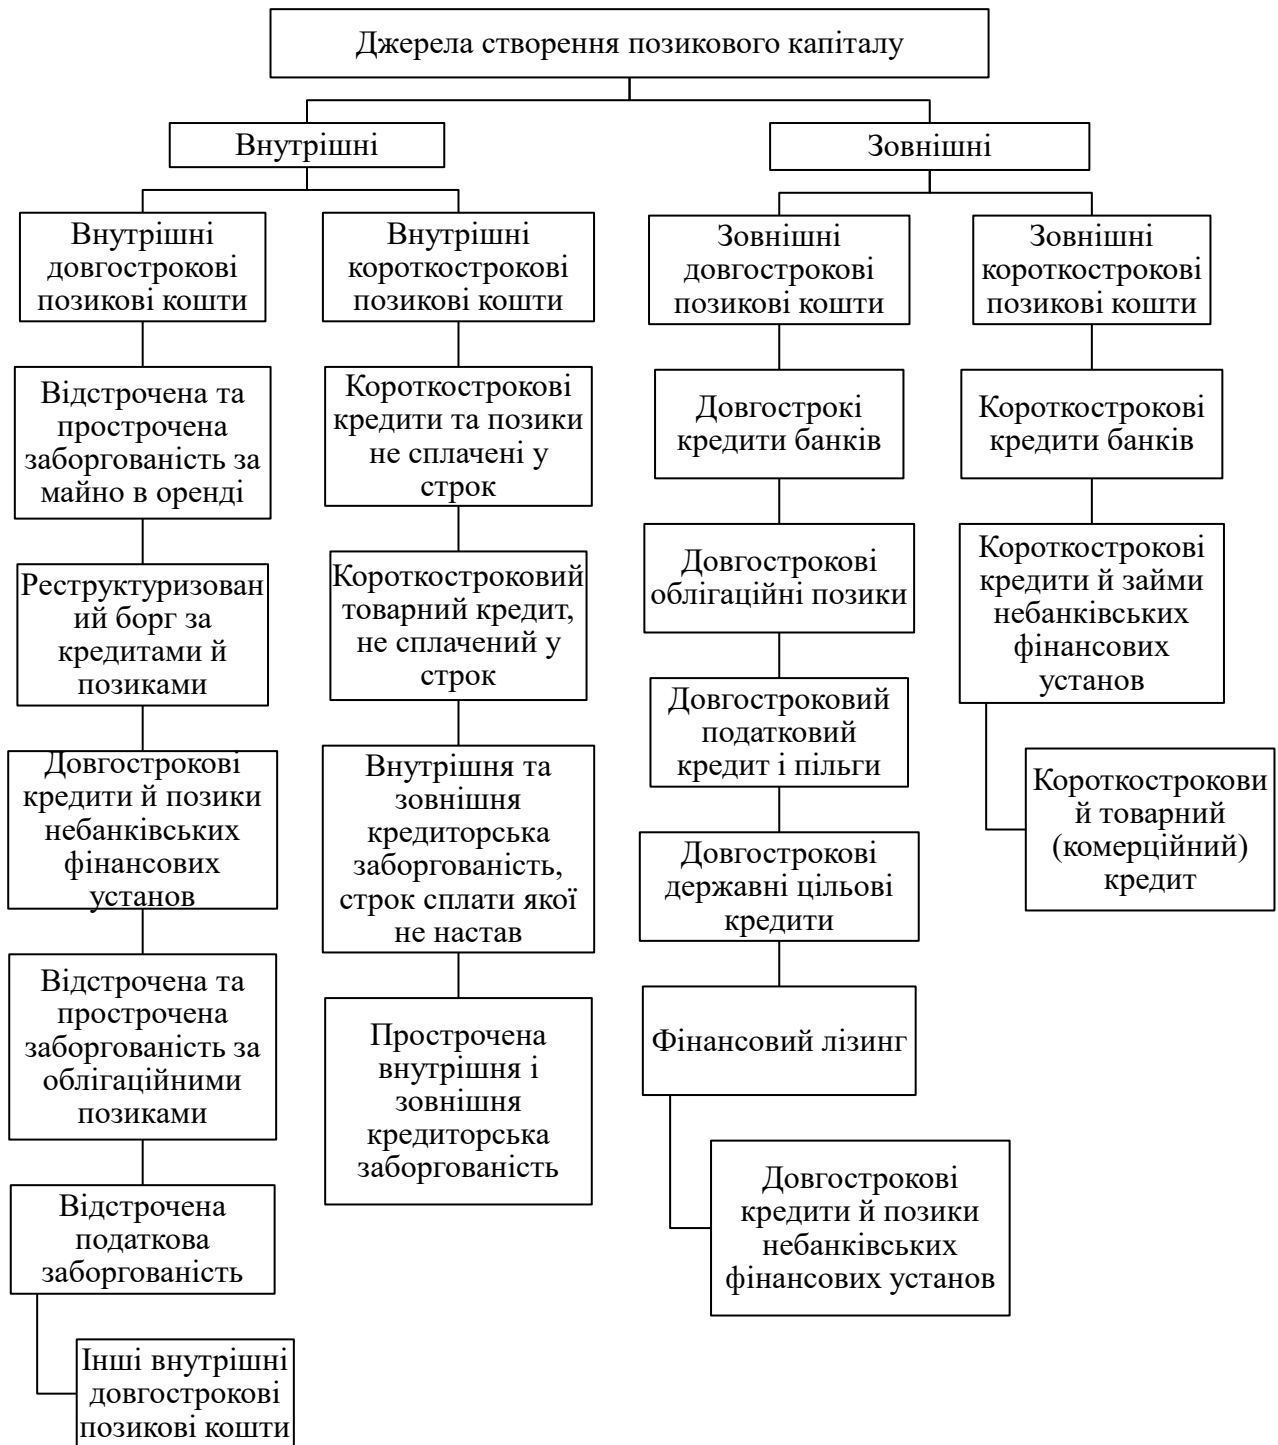 Джерела створення позикового капіталу
Внутрішні
Зовнішні
Внутрішні
довгострокові
позикові кошти
Внутрішні
короткострокові
позикові кошти
Зовнішні
довгострокові
позикові кошти
Зовнішні
короткострокові
позикові кошти
Відстрочена та
прострочена
заборгованість за
майно в оренді
Короткострокові
кредити та позики
не сплачені у
строк
Довгострокі
кредити банків
Короткострокові
кредити банків
Реструктуризован
ий борг за
кредитами й
позиками
Короткостроковий
товарний кредит,
не сплачений у
строк
Довгострокові
облігаційні позики
Короткострокові
кредити й займи
небанківських
фінансових
установ
Довгострокові
кредити й позики
небанківських
фінансових
установ
Внутрішня та
зовнішня
кредиторська
заборгованість,
строк сплати якої
не настав
Довгостроковий
податковий
кредит і пільги
Короткострокови
й товарний
(комерційний)
кредит
Довгострокові
державні цільові
кредити
Відстрочена та
прострочена
заборгованість за
облігаційними
позиками
Прострочена
внутрішня і
зовнішня
кредиторська
заборгованість
Фінансовий лізинг
Відстрочена
податкова
заборгованість
Довгострокові
кредити й позики
небанківських
фінансових установ
Інші внутрішні
довгострокові
позикові кошти